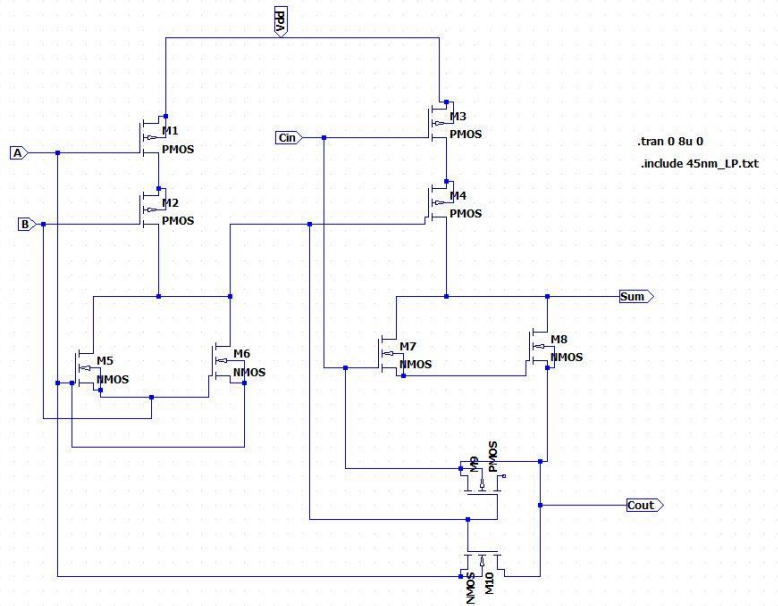 Vdd
M1
PMOS
M3
PMOS
Cin
A
.tran 0 8u 0
.include 45nm_LP.txt
M2
PMOS
M4
PMOS
B
Sum
M5
NMOS
M6
NMOS
M7
NMOS
M8
NMOS
M9
PMOS
Cout
NMOS
M10